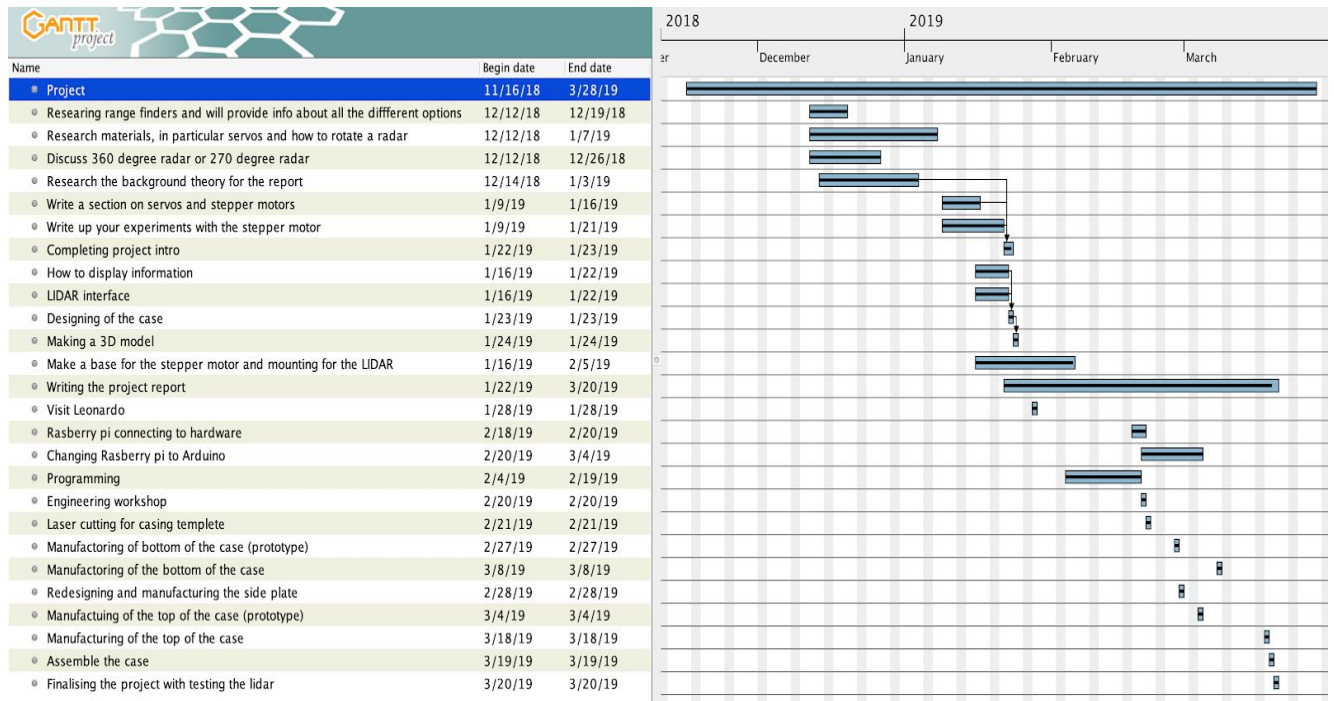 GANTT
project
2018 2019
er December January February March
Name Begin date End date
Project 11/16/18 3/28/19
Researing range finders and will provide info about all the diffferent options 12/12/18 12/19/18
Research materials, in particular servos and how to rotate a radar 12/12/18 1/7/19
Discuss 360 degree radar or 270 degree radar 12/12/18 12/26/18
Research the background theory for the report 12/14/18 1/3/19
Write a section on servos and stepper motors 1/9/19 1/16/19
Write up your experiments with the stepper motor 1/9/19 1/21/19
Completing project intro 1/22/19 1/23/19
How to display information 1/16/19 1/22/19
LIDAR interface 1/16/19 1/22/19
Designing of the case 1/23/19 1/23/19
Making a 3D model 1/24/19 1/24/19
Make a base for the stepper motor and mounting for the LIDAR 1/16/19 2/5/19
Writing the project report 1/22/19 3/20/19
Visit Leonardo 1/28/19 1/28/19
Rasberry pi connecting to hardware 2/18/19 2/20/19
Changing Rasberry pi to Arduino 2/20/19 3/4/19
Programming 2/4/19 2/19/19
Engineering workshop 2/20/19 2/20/19
Laser cutting for casing templete 2/21/19 2/21/19
Manufactoring of bottom of the case (prototype) 2/27/19 2/27/19
Manufactoring of the bottom of the case 3/8/19 3/8/19
Redesigning and manufacturing the side plate 2/28/19 2/28/19
Manufactuing of the top of the case (prototype) 3/4/19 3/4/19
Manufacturing of the top of the case 3/18/19 3/18/19
Assemble the case 3/19/19 3/19/19
Finalising the project with testing the lidar 3/20/19 3/20/19